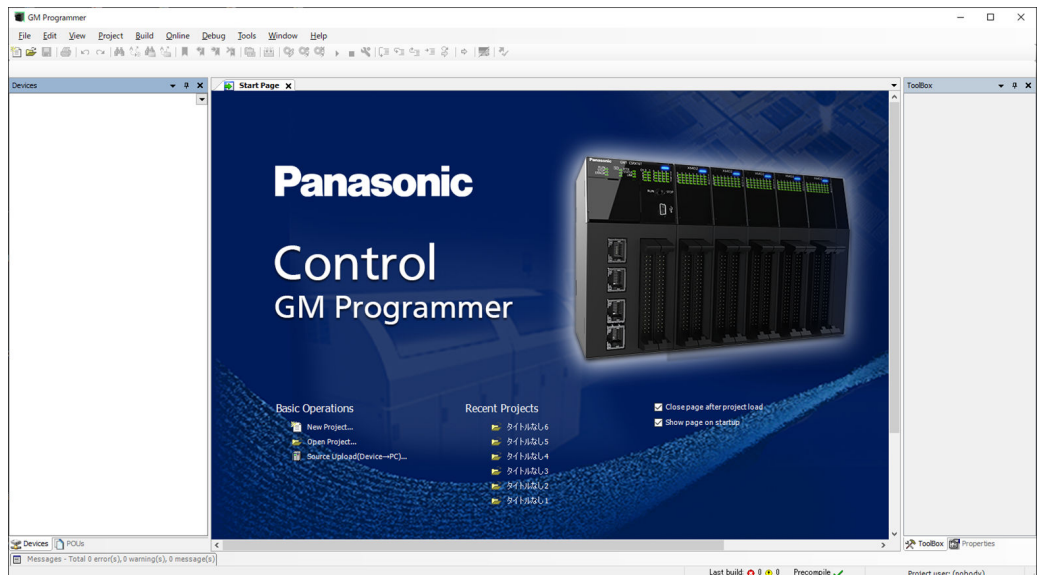 GM Programmer
File Edit View Project Build Online Debug Tools Window Help
Devices
Start Page
ToolBox
Panasonic
Control
GM Programmer
Panasonic
Basic Operations
New Project...
Open Project...
Source Upload(Device→PC)...
Recent Projects
タイトルなし6
タイトルなし5
タイトルなし4
タイトルなし3
タイトルなし2
タイトルなし1
Close page after project load
Show page on startup
Devices POUs
ToolBox Properties
Messages - Total 0 error(s), 0 warning(s), 0 message(s)
Last build: 0 0 Precompile Project user: (nobody)